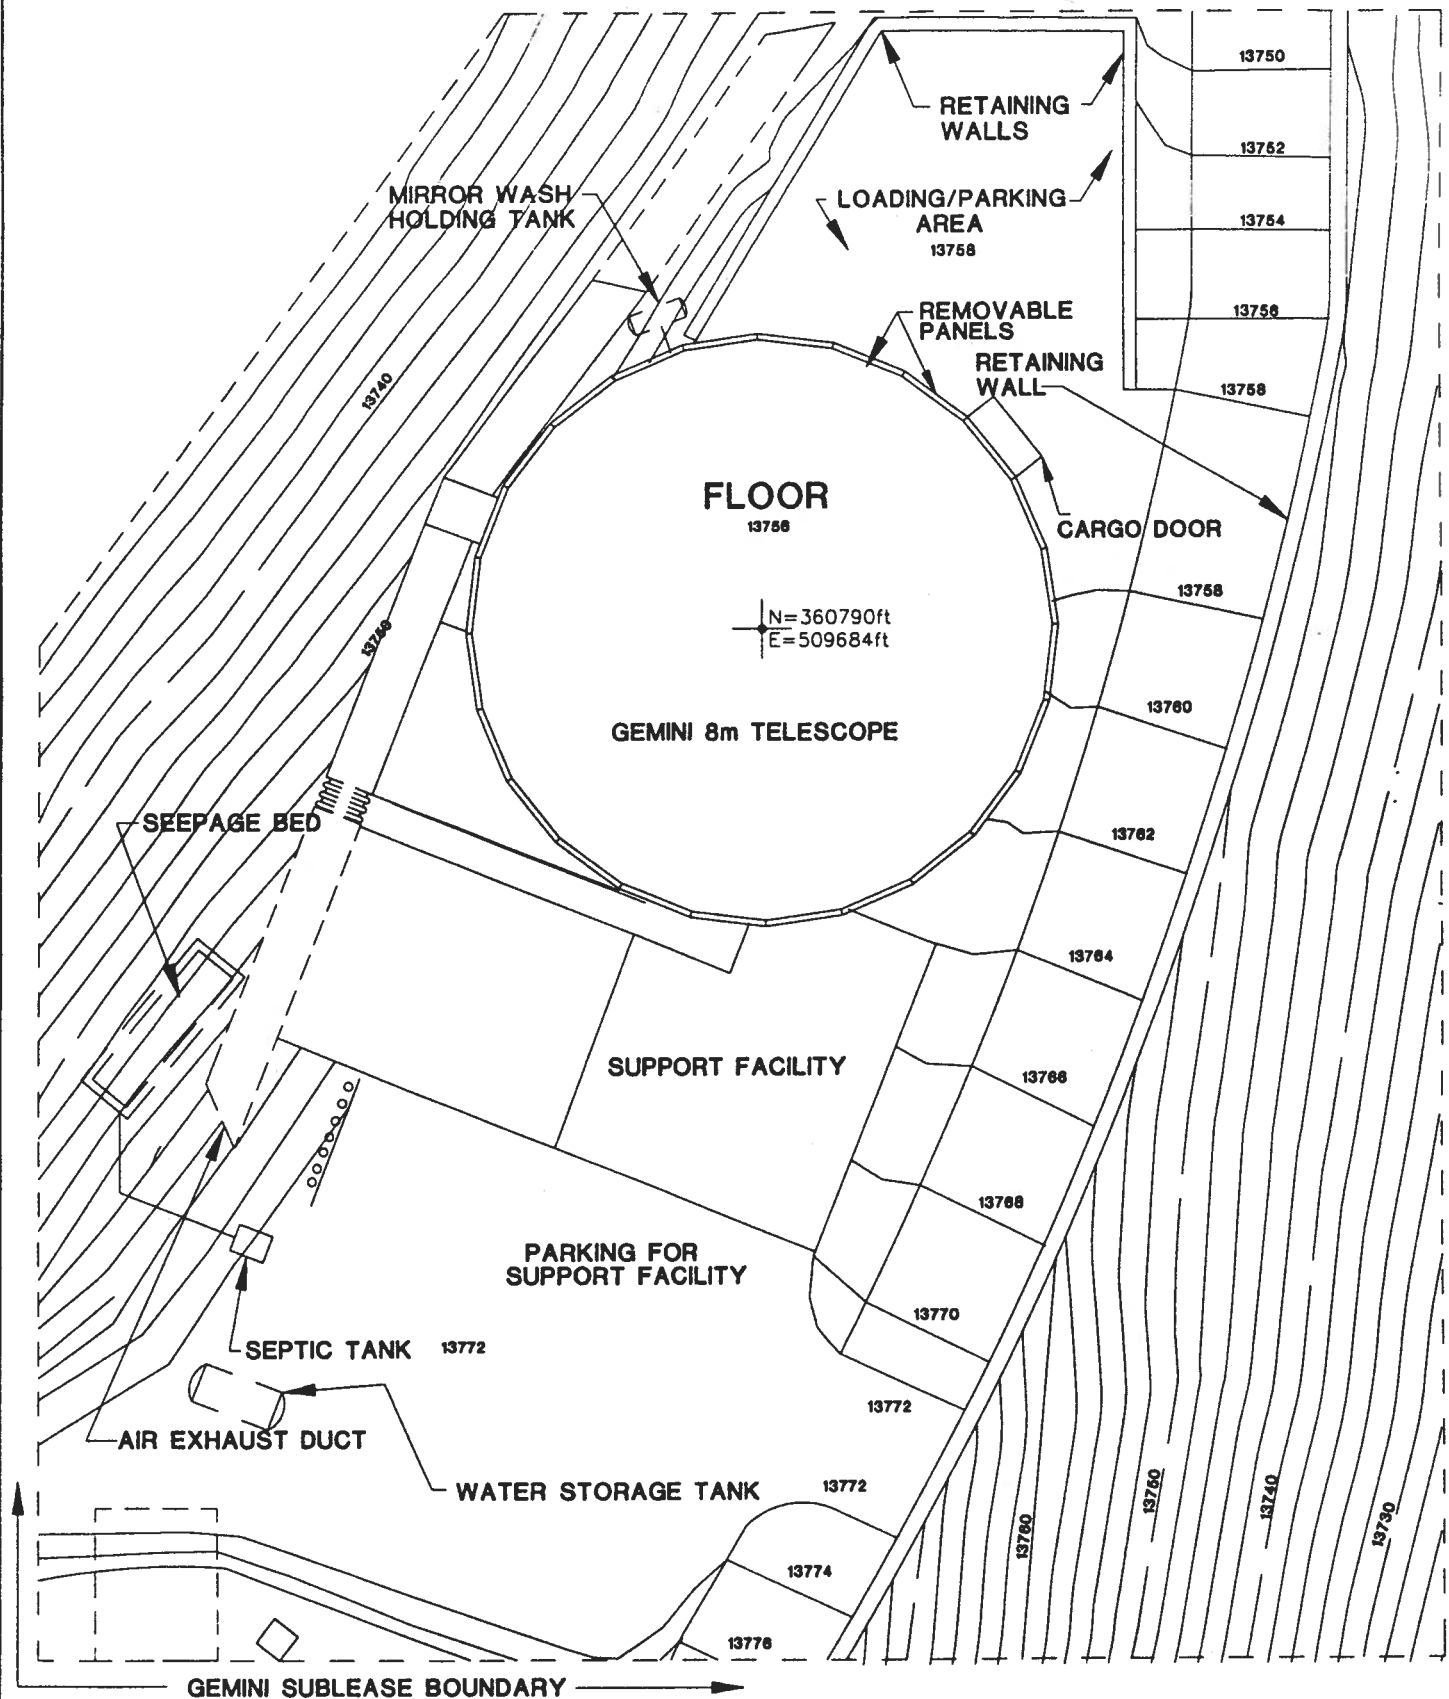 13750
RETAINING
WALLS
13752
MIRROR WASH
HOLDING TANK
LOADING/PARKING
AREA
13758
13754
REMOVABLE
PANELS
13756
RETAINING
WALL
13758
13740
FLOOR
13756
CARGO DOOR
13758
N=360790ft
E=509684ft
13750
13760
GEMINI 8m TELESCOPE
SEEPAGE BED
13762
13764
SUPPORT FACILITY
13766
13768
PARKING FOR
SUPPORT FACILITY
13770
SEPTIC TANK
13772
13772
AIR EXHAUST DUCT
WATER STORAGE TANK
13772
13760
13750
13740
13730
13774
13776
GEMINI SUBLEASE BOUNDARY